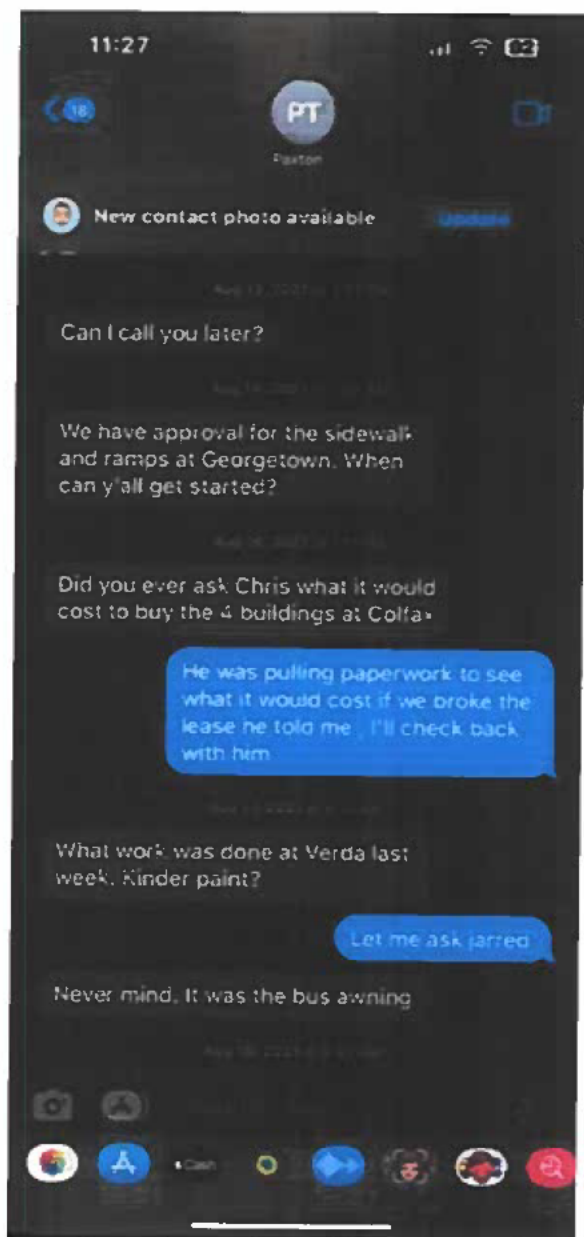 11:27
18
PT
Paxton
New contact photo available
Update
Can I call you later?
We have approval for the sidewalk
and ramps at Georgetown. When
can y'all get started?
Did you ever ask Chris what it would
cost to buy the 4 buildings at Colfax
He was pulling paperwork to see
what it would cost if we broke the
lease he told me , I'll check back
with him
What work was done at Verda last
week. Kinder paint?
Let me ask jarred
Never mind. It was the bus awning
Cash